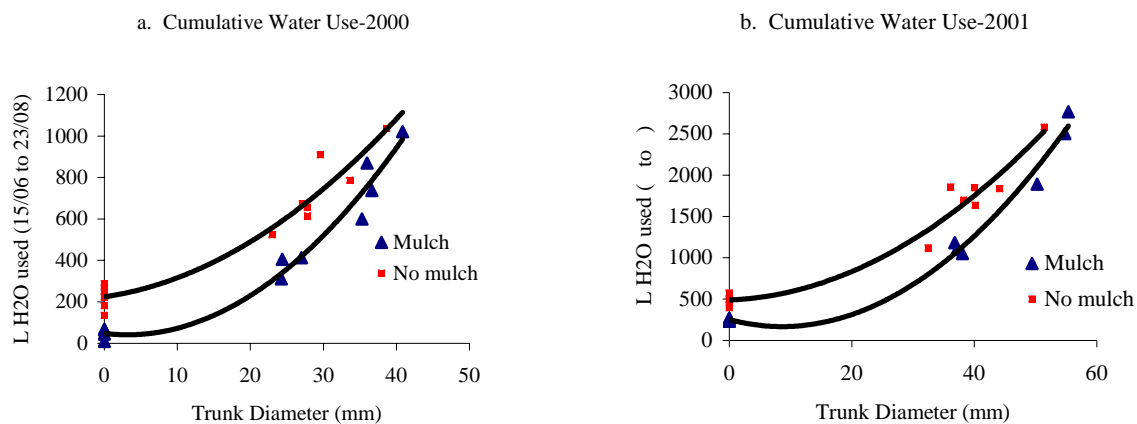 a. Cumulative Water Use-2000
L H2O used (15/06 to 23/08)
1200
1000
800
600
400
200
0
0 10 20 30 40 50
Trunk Diameter (mm)
Mulch
No mulch
b. Cumulative Water Use-2001
L H2O used ( to )
3000
2500
2000
1500
1000
500
0
0 20 40 60
Trunk Diameter (mm)
Mulch
No mulch